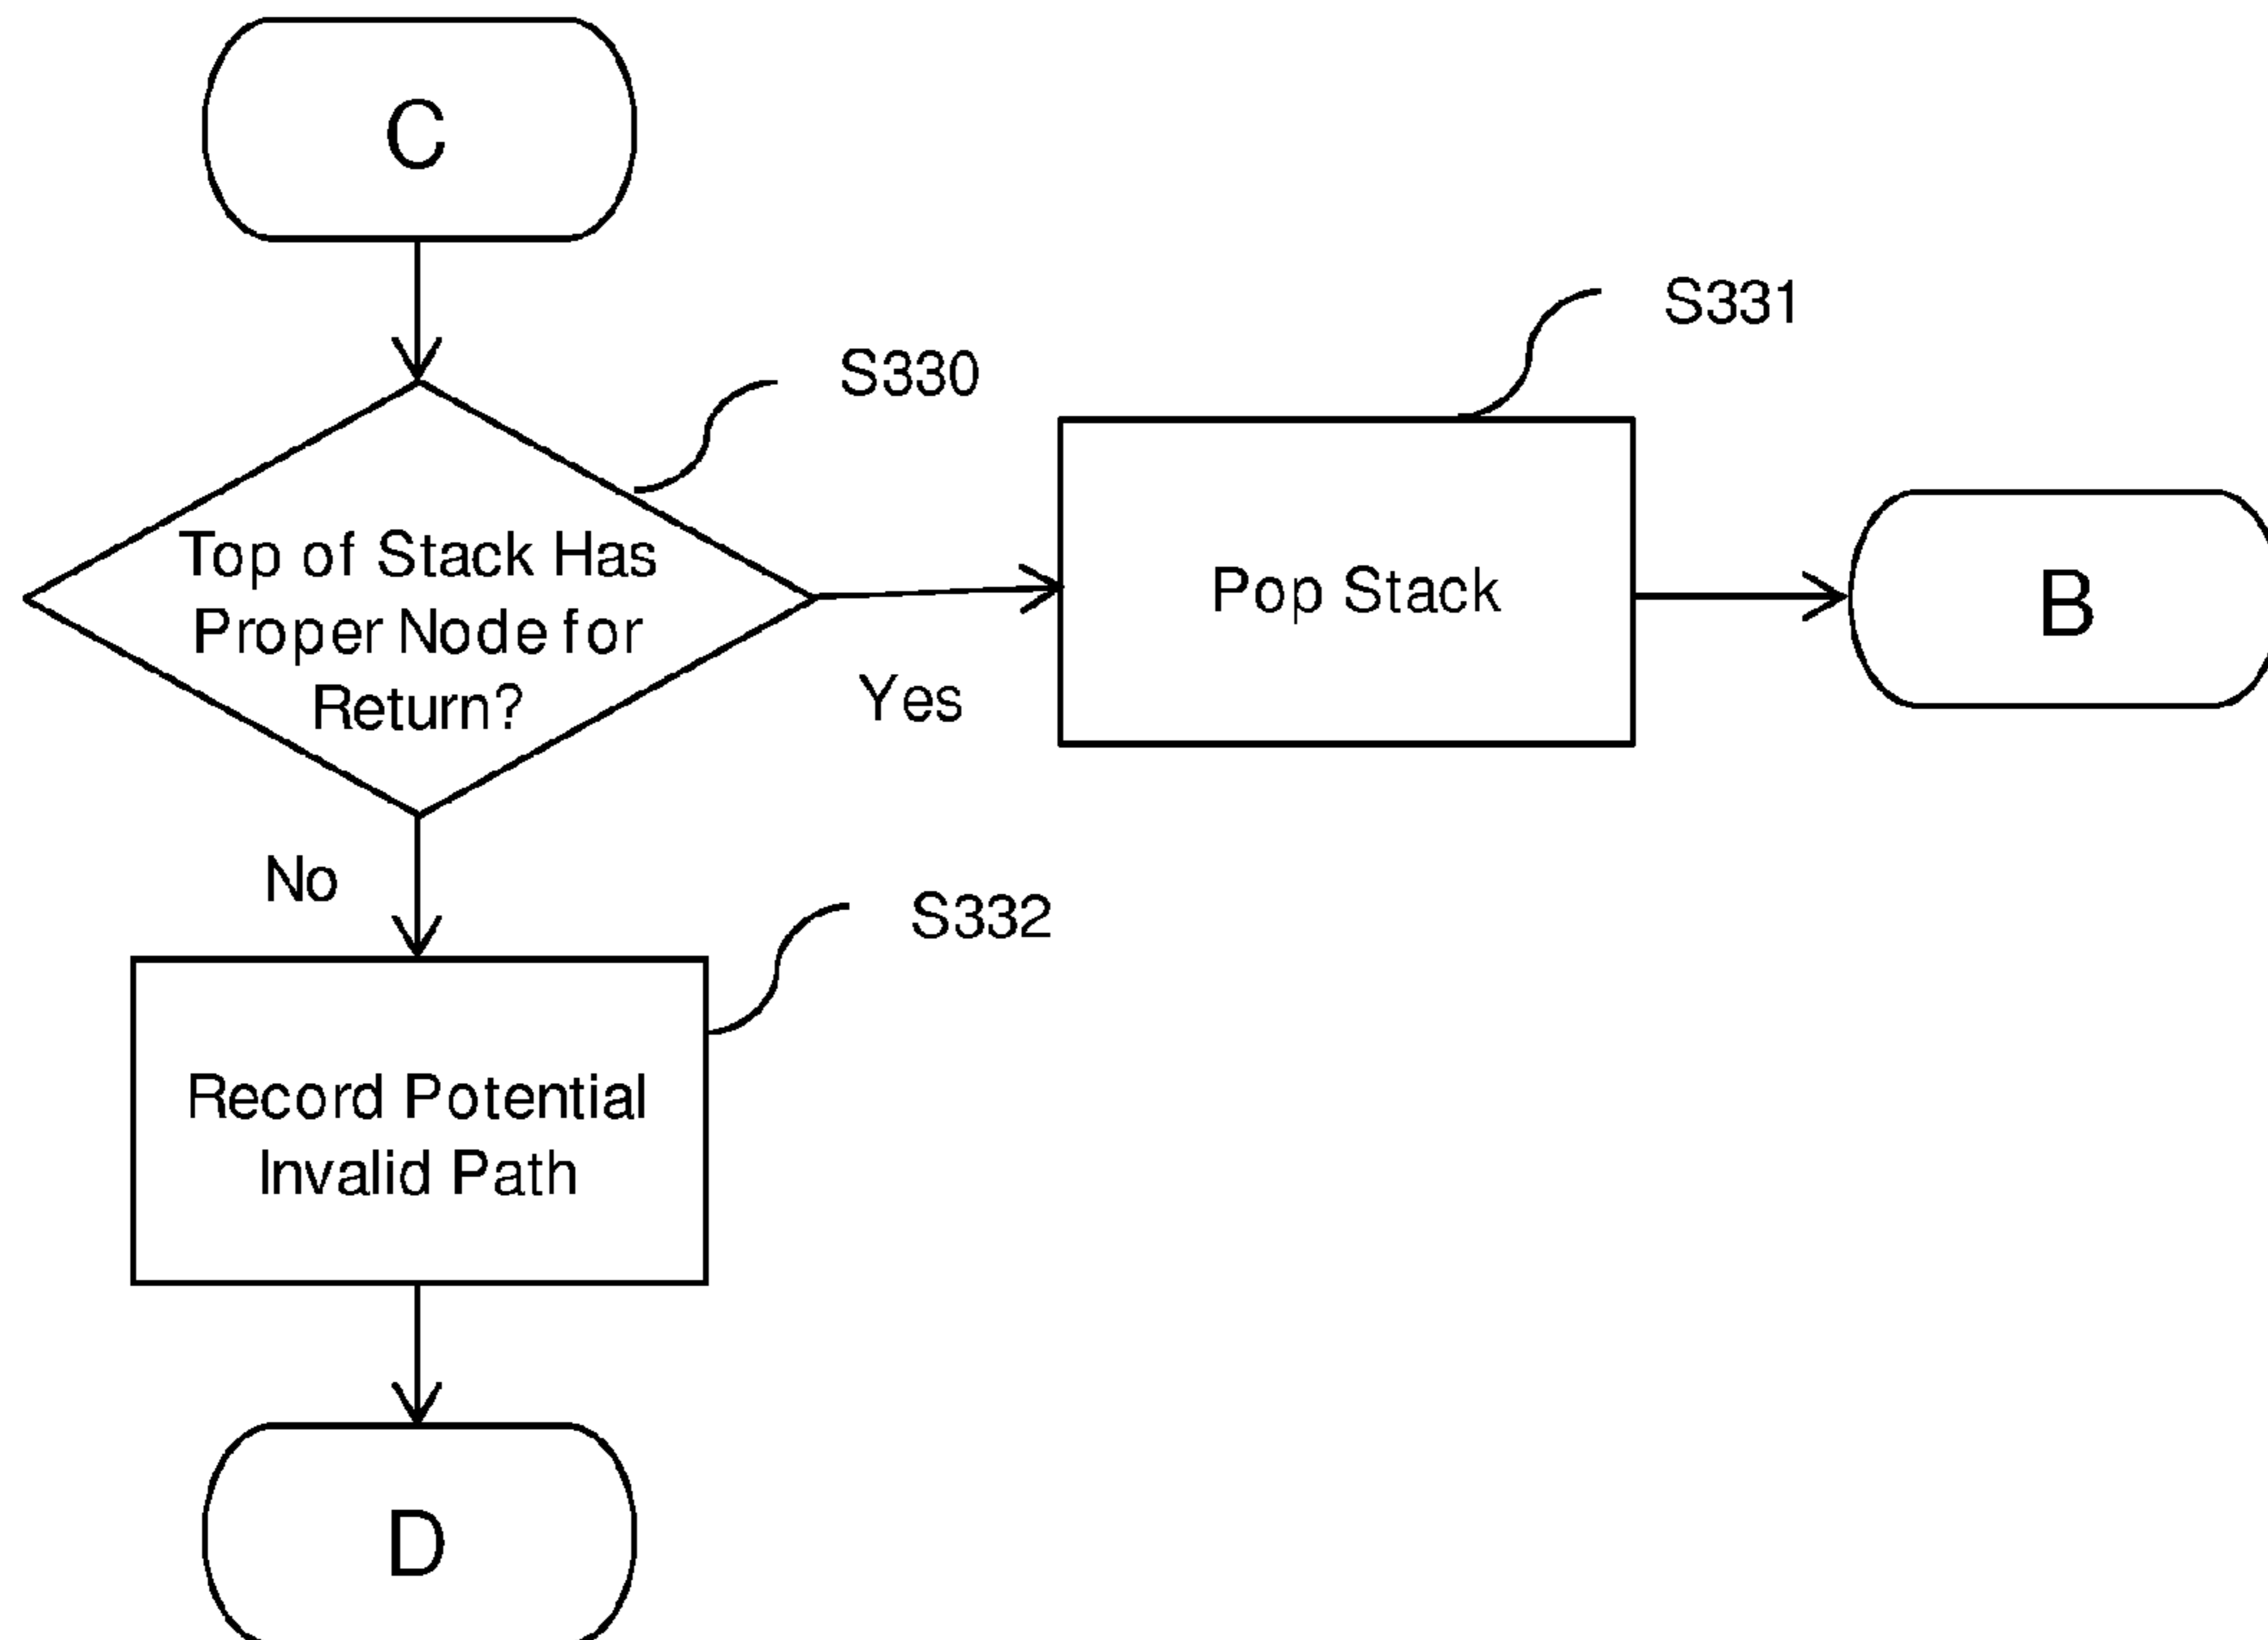 C
S330
S331
Top of Stack Has
Proper Node for
Return?
Yes
Pop Stack
B
No
S332
Record Potential
Invalid Path
D